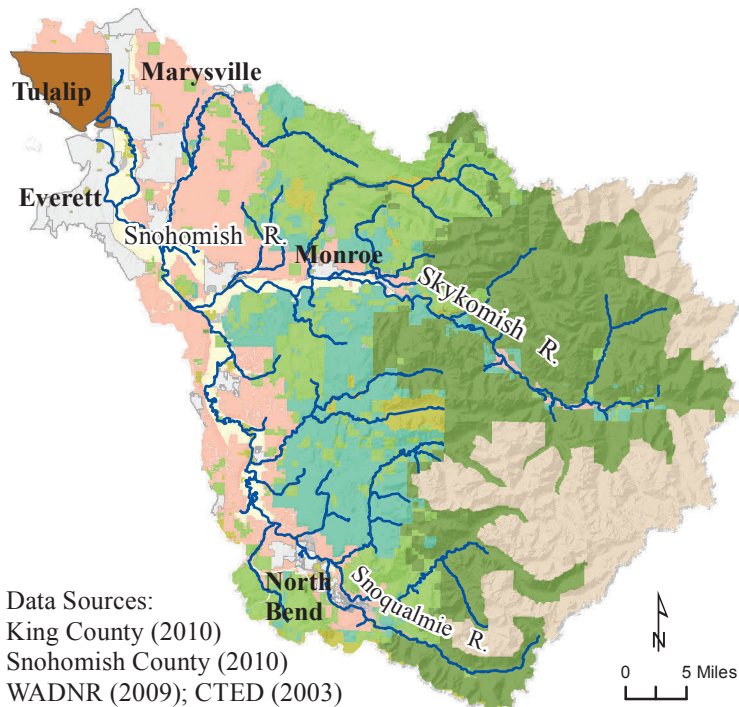 Marysville
Tulalip
Everett
Snohomish R.
Monroe
Skykomish R.
North
Bend
Snoqualmie R.
Data Sources:
King County (2010)
Snohomish County (2010)
WADNR (2009); CTED (2003)
N
0 5 Miles